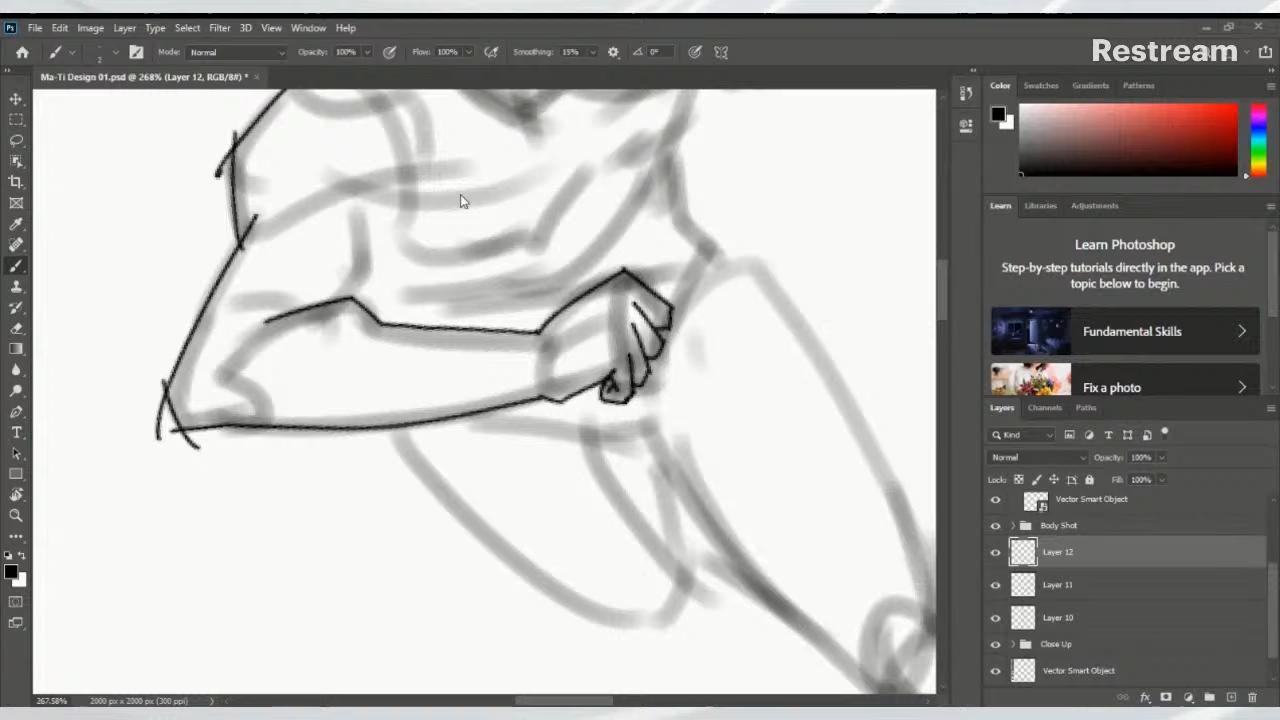 Ps File Edit Image Layer Type Select Filter 3D View Window Help
Restream
2 Mode: Normal Opacity: 100% Flow: 100% Smoothing: 15% 0°
Ma-Ti Design 01.psd @ 268% (Layer 12, RGB/8#) * ×
Color Swatches Gradients Patterns
Learn Libraries Adjustments
Learn Photoshop
Step-by-step tutorials directly in the app. Pick a
topic below to begin.
Fundamental Skills
Fix a photo
Layers Channels Paths
Kind
Normal Opacity: 100%
Lock: Fill: 100%
Vector Smart Object
Body Shot
Layer 12
Layer 11
Layer 10
Close Up
Vector Smart Object
267.58% 2000 px x 2000 px (300 ppi)
fx